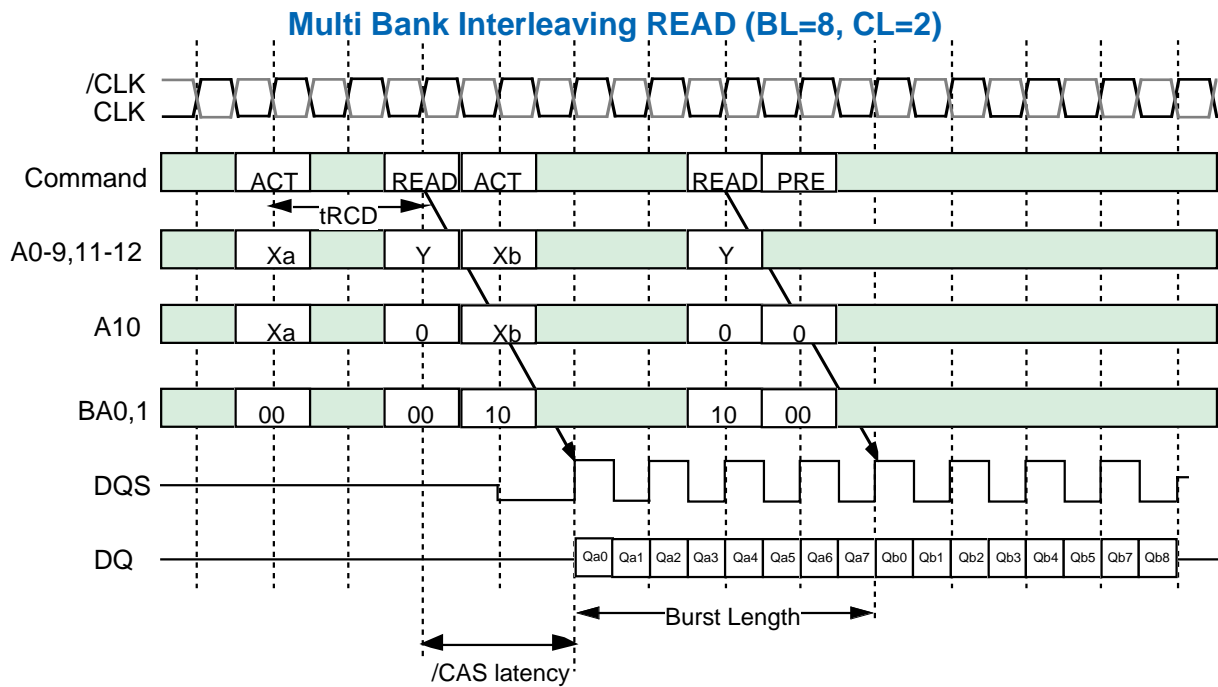 Multi Bank Interleaving READ (BL=8, CL=2)
/CLK
CLK
Command ACT READ ACT READ PRE
tRCD
A0-9,11-12 Xa Y Xb Y
A10 Xa 0 Xb 0 0
BA0,1 00 00 10 10 00
DQS
DQ Qa0 Qa1 Qa2 Qa3 Qa4 Qa5 Qa6 Qa7 Qb0 Qb1 Qb2 Qb3 Qb4 Qb5 Qb7 Qb8
Burst Length
/CAS latency